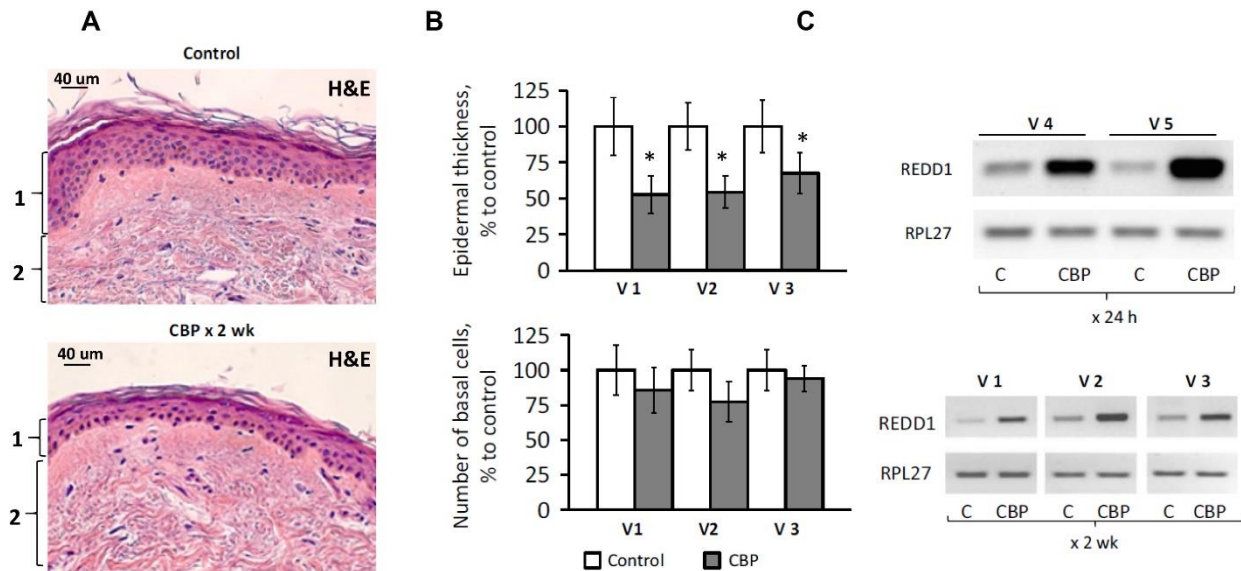 A
Control
40 um
H&E
1
2
CBP x 2 wk
40 um
H&E
1
2
B
Epidermal thickness,
% to control
125
100
75
50
25
0
*
*
*
V 1
V2
V 3
Number of basal cells,
% to control
125
100
75
50
25
0
V1
V2
V 3
Control
CBP
C
V 4
V 5
REDD1
RPL27
C
CBP
C
CBP
x 24 h
V 1
V 2
V 3
REDD1
RPL27
C
CBP
C
CBP
C
CBP
x 2 wk